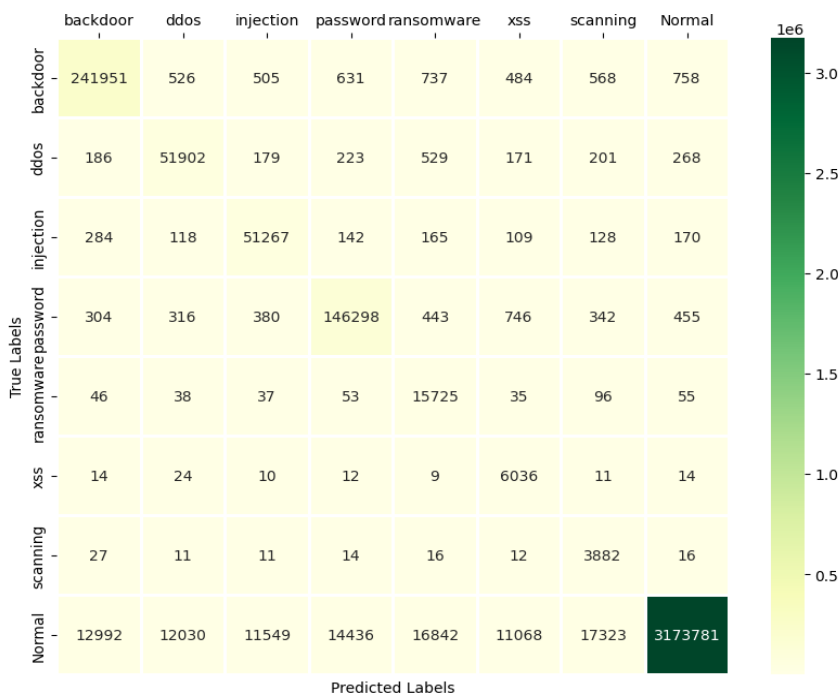 backdoor ddos injection password ransomware xss scanning Normal
1e6
backdoor 241951 526 505 631 737 484 568 758
ddos 186 51902 179 223 529 171 201 268
injection 284 118 51267 142 165 109 128 170
password 304 316 380 146298 443 746 342 455
ransomware 46 38 37 53 15725 35 96 55
xss 14 24 10 12 9 6036 11 14
scanning 27 11 11 14 16 12 3882 16
Normal 12992 12030 11549 14436 16842 11068 17323 3173781
True Labels
Predicted Labels
3.0
2.5
2.0
1.5
1.0
0.5